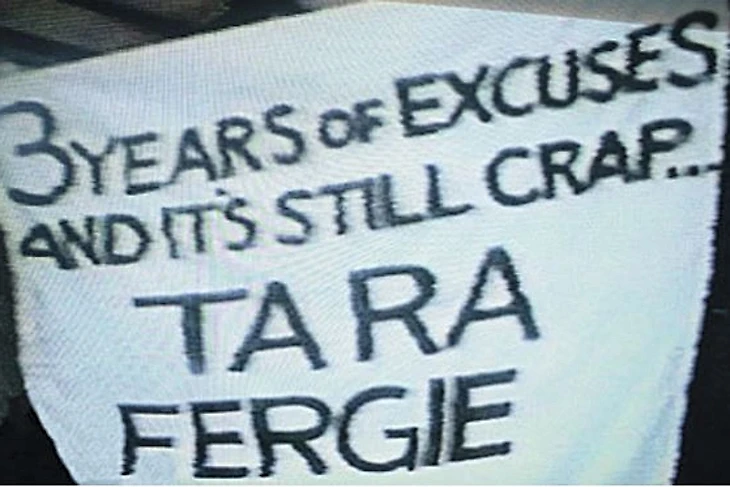 3 YEARS OF EXCUSES
AND IT'S STILL CRAP...
TA RA
FERGIE